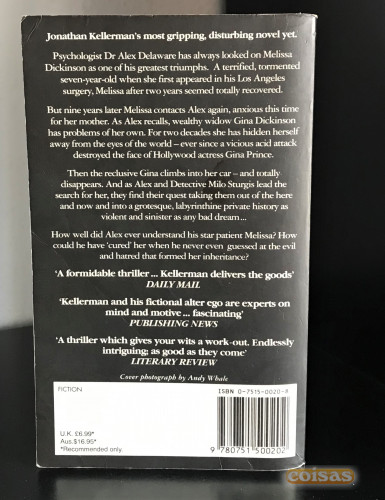 Jonathan Kellerman's most gripping, disturbing novel yet.
Psychologist Dr Alex Delaware has always looked on Melissa
Dickinson as one of his greatest triumphs. A terrified, tormented
seven-year-old when she first appeared in his Los Angeles
surgery, Melissa after two years seemed totally recovered.
But nine years later Melissa contacts Alex again, anxious this time
for her mother. As Alex recalls, wealthy widow Gina Dickinson
has problems of her own. For two decades she has hidden herself
away from the eyes of the world – ever since a vicious acid attack
destroyed the face of Hollywood actress Gina Prince.
Then the reclusive Gina climbs into her car – and totally
disappears. And as Alex and Detective Milo Sturgis lead the
search for her, they find their quest taking them out of the here
and now and into a grotesque, labyrinthine private history as
violent and sinister as any bad dream ...
How well did Alex ever understand his star patient Melissa? How
could he have 'cured' her when he never even guessed at the evil
and hatred that formed her inheritance?
'A formidable thriller ... Kellerman delivers the goods'
DAILY MAIL
'Kellerman and his fictional alter ego are experts on
mind and motive ... fascinating'
PUBLISHING NEWS
'A thriller which gives your wits a work-out. Endlessly
intriguing; as good as they come'
LITERARY REVIEW
Cover photograph by Andy Whale
FICTION
ISBN 0-7515-0020-8
U.K. £6.99*
Aus.$16.95*
*Recommended only
9 780751 500202
coisas